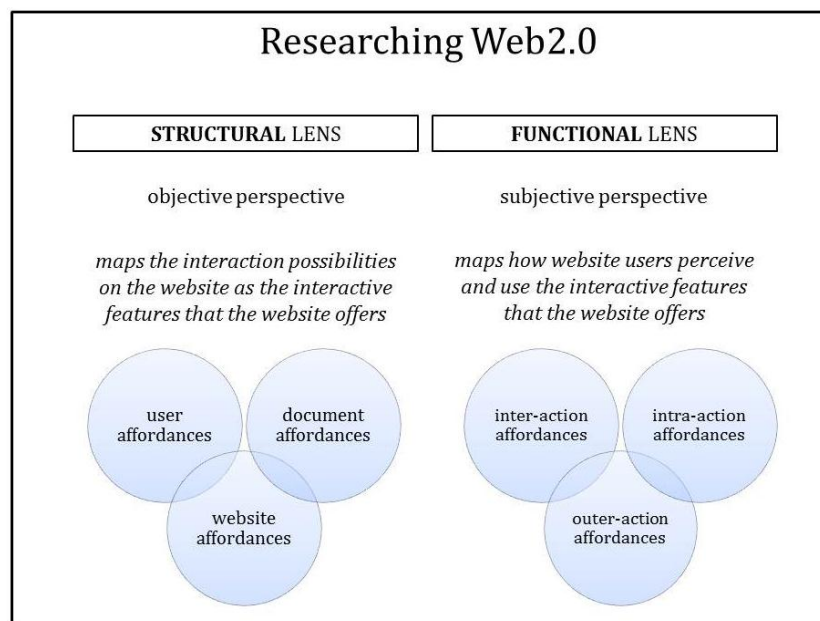 Researching Web2.0
STRUCTURAL LENS
objective perspective
maps the interaction possibilities
on the website as the interactive
features that the website offers
user
affordances
document
affordances
website
affordances
FUNCTIONAL LENS
subjective perspective
maps how website users perceive
and use the interactive features
that the website offers
inter-action
affordances
intra-action
affordances
outer-action
affordances